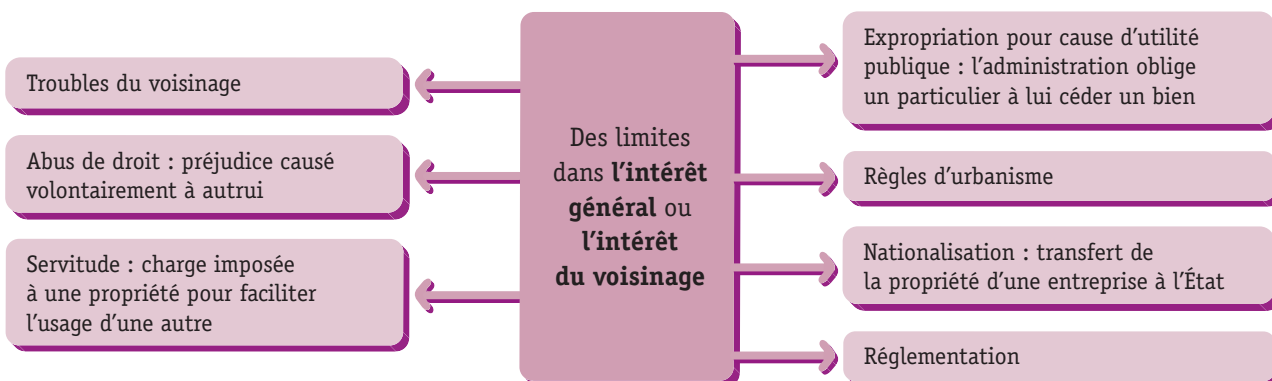 Troubles du voisinage
Abus de droit : préjudice causé
volontairement à autrui
Servitude : charge imposée
à une propriété pour faciliter
l’usage d’une autre
Des limites
dans l’intérêt
général ou
l’intérêt
du voisinage
Expropriation pour cause d’utilité
publique : l’administration oblige
un particulier à lui céder un bien
Règles d’urbanisme
Nationalisation : transfert de
la propriété d’une entreprise à l’État
Réglementation